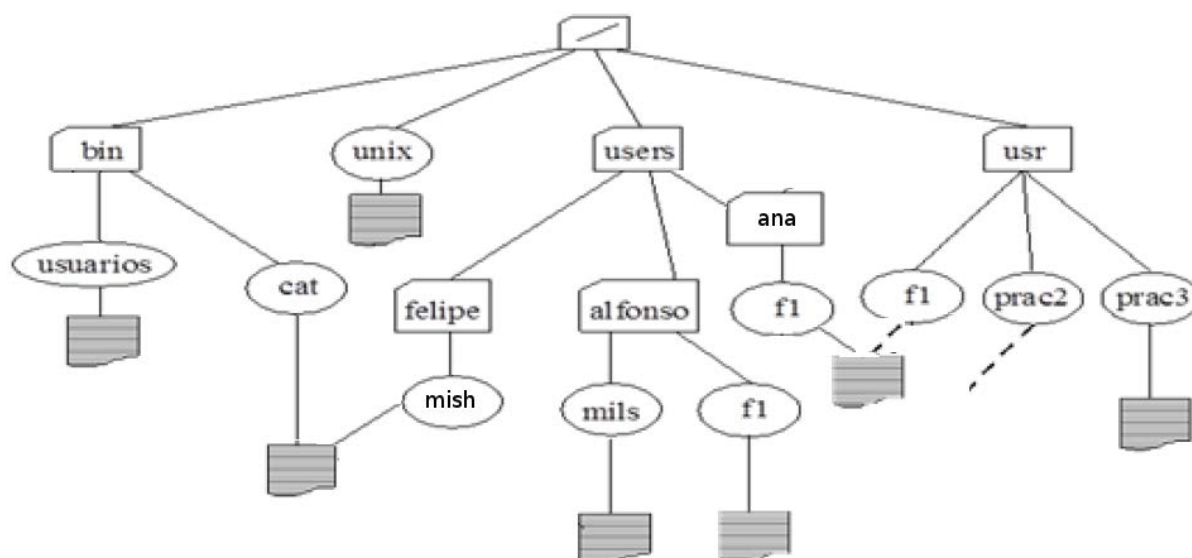 /
bin
unix
users
usr
ana
usuarios
cat
felipe
alfonso
f1
f1
prac2
prac3
mish
mils
f1